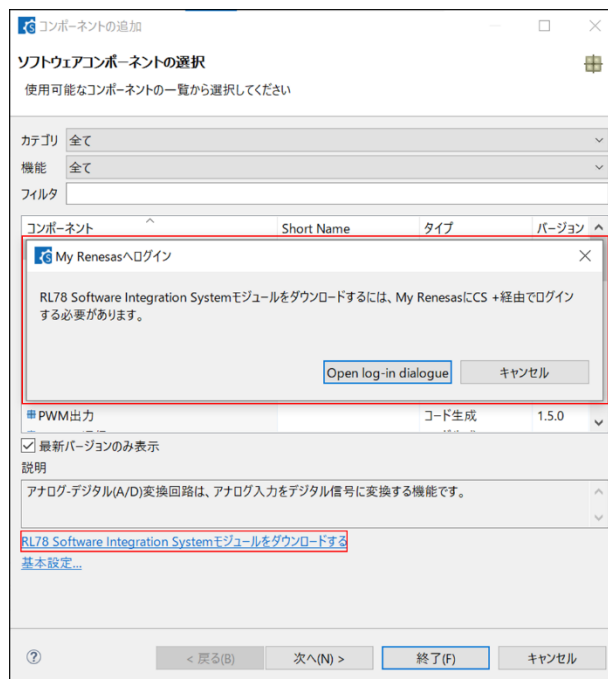 コンポーネントの追加
ソフトウェアコンポーネントの選択
使用可能なコンポーネントの一覧から選択してください
カテゴリ 全て
機能 全て
フィルタ
コンポーネント Short Name タイプ バージョン
My Renesasへログイン
RL78 Software Integration Systemモジュールをダウンロードするには、My RenesasにCS +経由でログイン
する必要があります。
Open log-in dialogue キャンセル
PWM出力 コード生成 1.5.0
最新バージョンのみ表示
説明
アナログ-デジタル(A/D)変換回路は、アナログ入力をデジタル信号に変換する機能です。
RL78 Software Integration Systemモジュールをダウンロードする
基本設定...
< 戻る(B) 次へ(N) > 終了(F) キャンセル